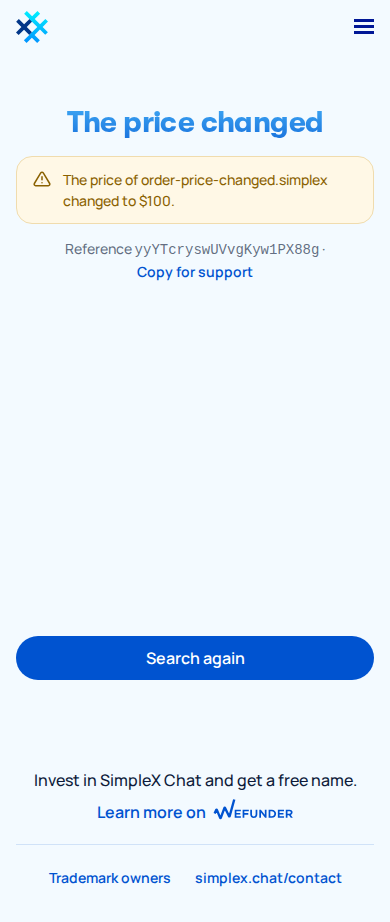 The price changed
The price of order-price-changed.simplex
changed to $100.
Reference yyYTcryswUVvgKyw1PX88g ·
Copy for support
Search again
Invest in SimpleX Chat and get a free name.
Learn more on WEFUNDER
Trademark owners simplex.chat/contact